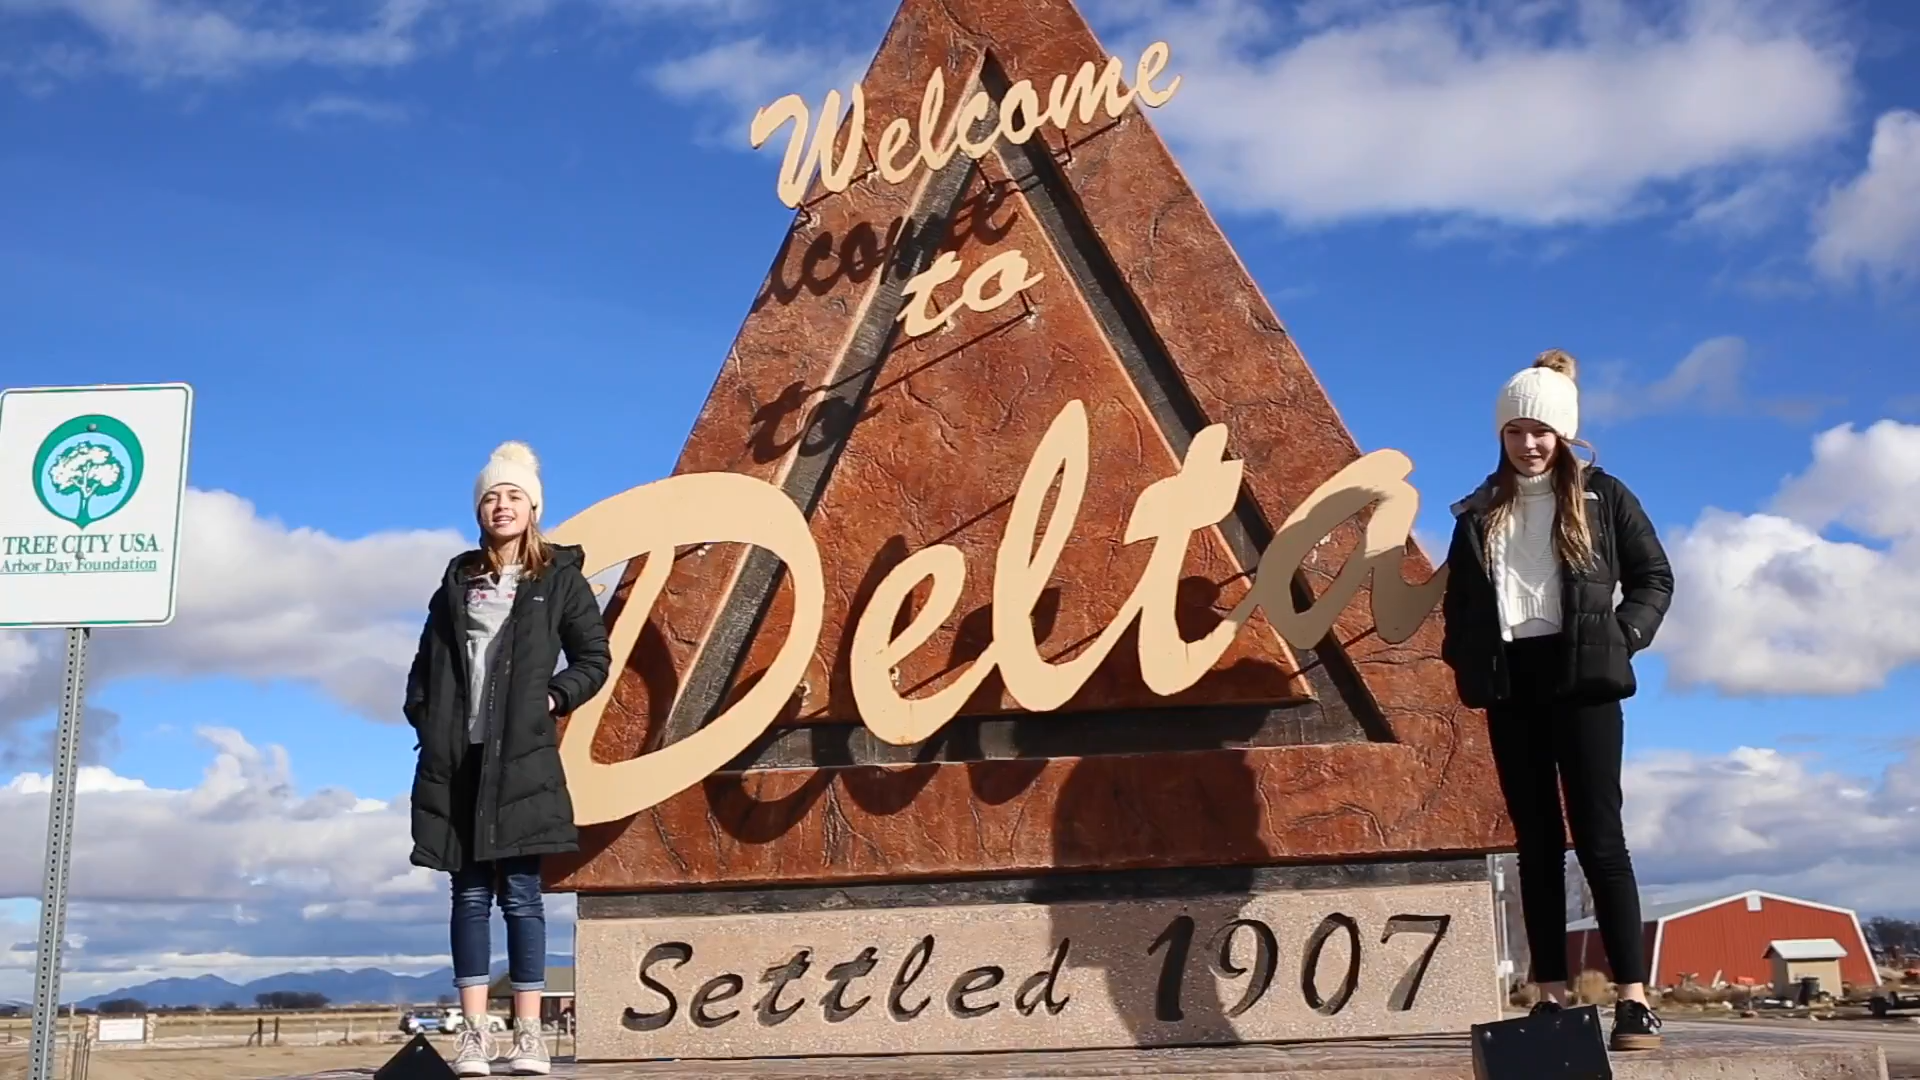 Welcome
to
Delta
Settled 1907
TREE CITY USA
Arbor Day Foundation